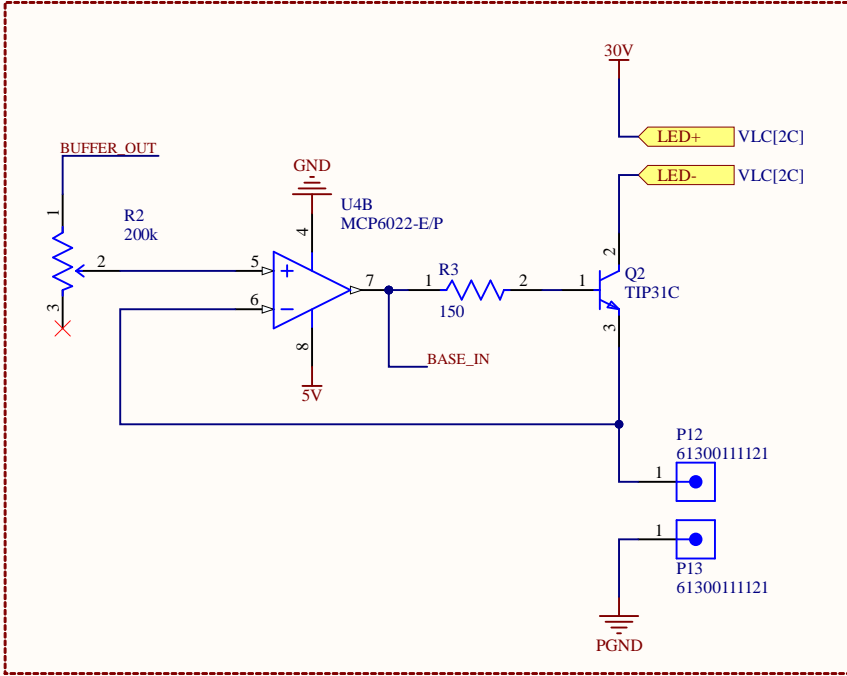 30V
LED+ VLC[2C]
BUFFER_OUT
GND
LED- VLC[2C]
U4B
MCP6022-E/P
1
R2
200k
4
2
2
5
+
R3
Q2
TIP31C
7
1
2
1
6
-
150
3
3
8
BASE_IN
5V
P12
61300111121
1
1
P13
61300111121
PGND